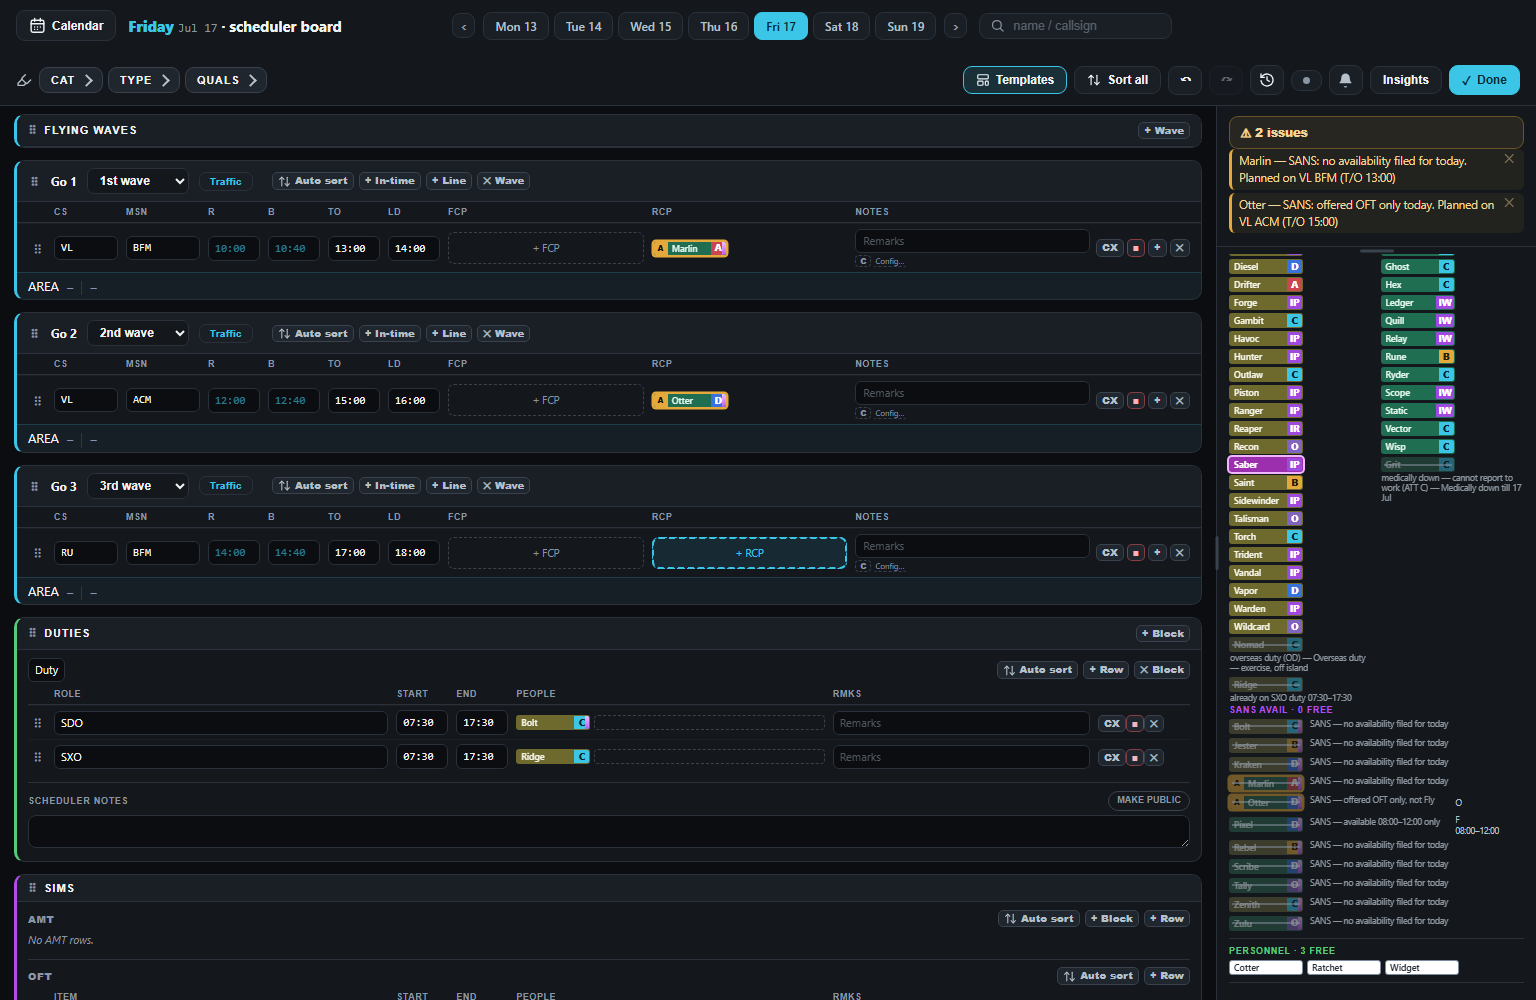 Calendar
Friday Jul 17 · scheduler board
‹ Mon 13 Tue 14 Wed 15 Thu 16 Fri 17 Sat 18 Sun 19 ›
name / callsign
CAT TYPE QUALS
Templates Sort all Insights ✓ Done
FLYING WAVES
+ Wave
Go 1 1st wave Traffic Auto sort + In-time + Line ✕ Wave
CS MSN R B TO LD FCP RCP NOTES
VL BFM 10:00 10:40 13:00 14:00 + FCP A Marlin A Remarks CX + ✕
C Config...
AREA – –
Go 2 2nd wave Traffic Auto sort + In-time + Line ✕ Wave
CS MSN R B TO LD FCP RCP NOTES
VL ACM 12:00 12:40 15:00 16:00 + FCP A Otter D Remarks CX + ✕
C Config...
AREA – –
Go 3 3rd wave Traffic Auto sort + In-time + Line ✕ Wave
CS MSN R B TO LD FCP RCP NOTES
RU BFM 14:00 14:40 17:00 18:00 + FCP + RCP Remarks CX + ✕
C Config...
AREA – –
DUTIES
+ Block
Duty
Auto sort + Row ✕ Block
ROLE START END PEOPLE RMKS
SDO 07:30 17:30 Bolt C Remarks CX ✕
SXO 07:30 17:30 Ridge C Remarks CX ✕
SCHEDULER NOTES
MAKE PUBLIC
SIMS
AMT
Auto sort + Block + Row
No AMT rows.
OFT
Auto sort + Row
ITEM START END PEOPLE RMKS
⚠ 2 issues
Marlin — SANS: no availability filed for today.
Planned on VL BFM (T/O 13:00)
Otter — SANS: offered OFT only today. Planned on
VL ACM (T/O 15:00)
Diesel D
Drifter A
Forge IP
Gambit C
Havoc IP
Hunter IP
Outlaw C
Piston IP
Ranger IP
Reaper IR
Recon O
Saber IP
Saint B
Sidewinder IP
Talisman O
Torch C
Trident IP
Vandal IP
Vapor D
Warden IP
Wildcard O
Nomad C
overseas duty (OD) — Overseas duty
— exercise, off island
Ridge C
already on SXO duty 07:30–17:30
Ghost C
Hex C
Ledger IW
Quill IW
Relay IW
Rune B
Ryder C
Scope IW
Static IW
Vector C
Wisp C
Grit C
medically down — cannot report to
work (ATT C) — Medically down till 17
Jul
SANS AVAIL · 0 FREE
Bolt C SANS — no availability filed for today
Jester B SANS — no availability filed for today
Kraken D SANS — no availability filed for today
A Marlin A SANS — no availability filed for today
A Otter D SANS — offered OFT only, not Fly O
Pixel D SANS — available 08:00–12:00 only F
08:00–12:00
Rebel B SANS — no availability filed for today
Scribe D SANS — no availability filed for today
Tally O SANS — no availability filed for today
Zenith C SANS — no availability filed for today
Zulu O SANS — no availability filed for today
PERSONNEL · 3 FREE
Cotter Ratchet Widget